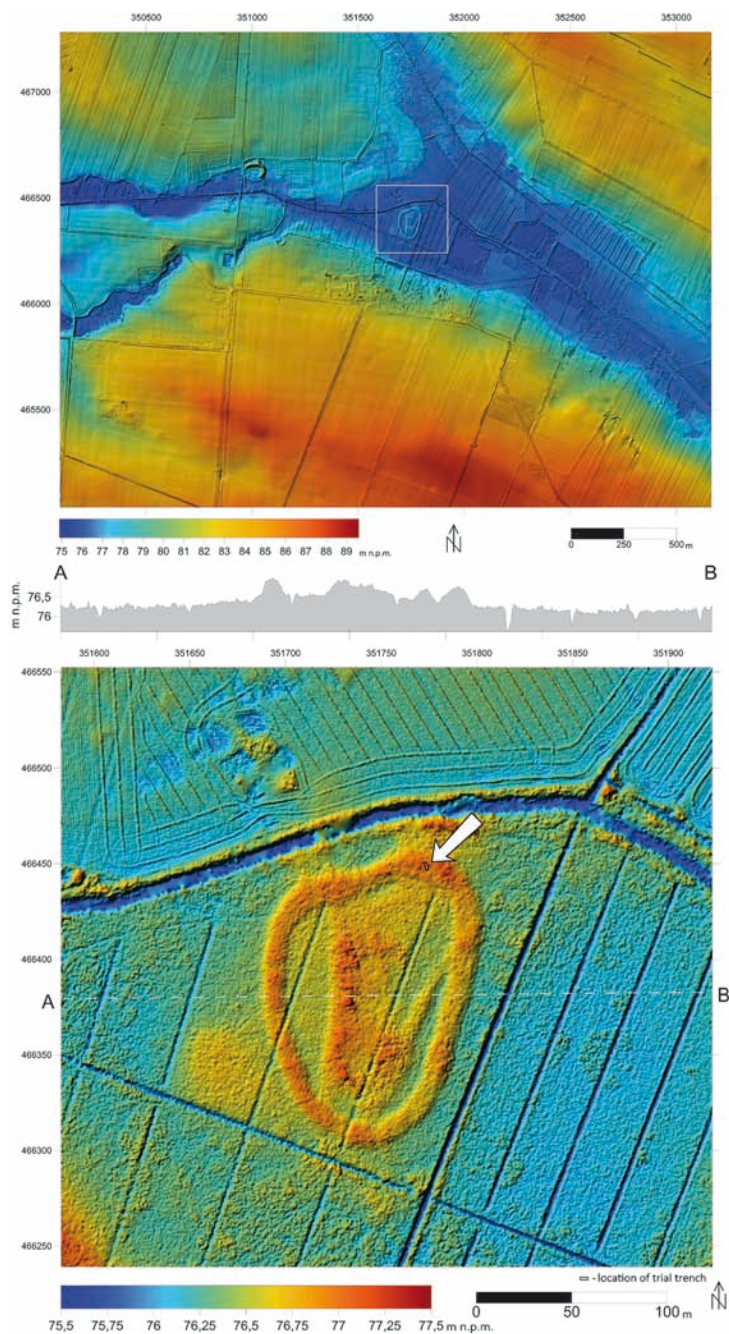 350500 351000 351500 352000 352500 353000
467000
466500
466000
465500
75 76 77 78 79 80 81 82 83 84 85 86 87 88 89 m n.p.m.
N
0 250 500 m
A B
m n.p.m.
76,5
76
351600 351650 351700 351750 351800 351850 351900
466550
466500
466450
466400
A B
466350
466300
466250
- location of trial trench
75,5 75,75 76 76,25 76,5 76,75 77 77,25 77,5 m n.p.m.
0 50 100 m
N